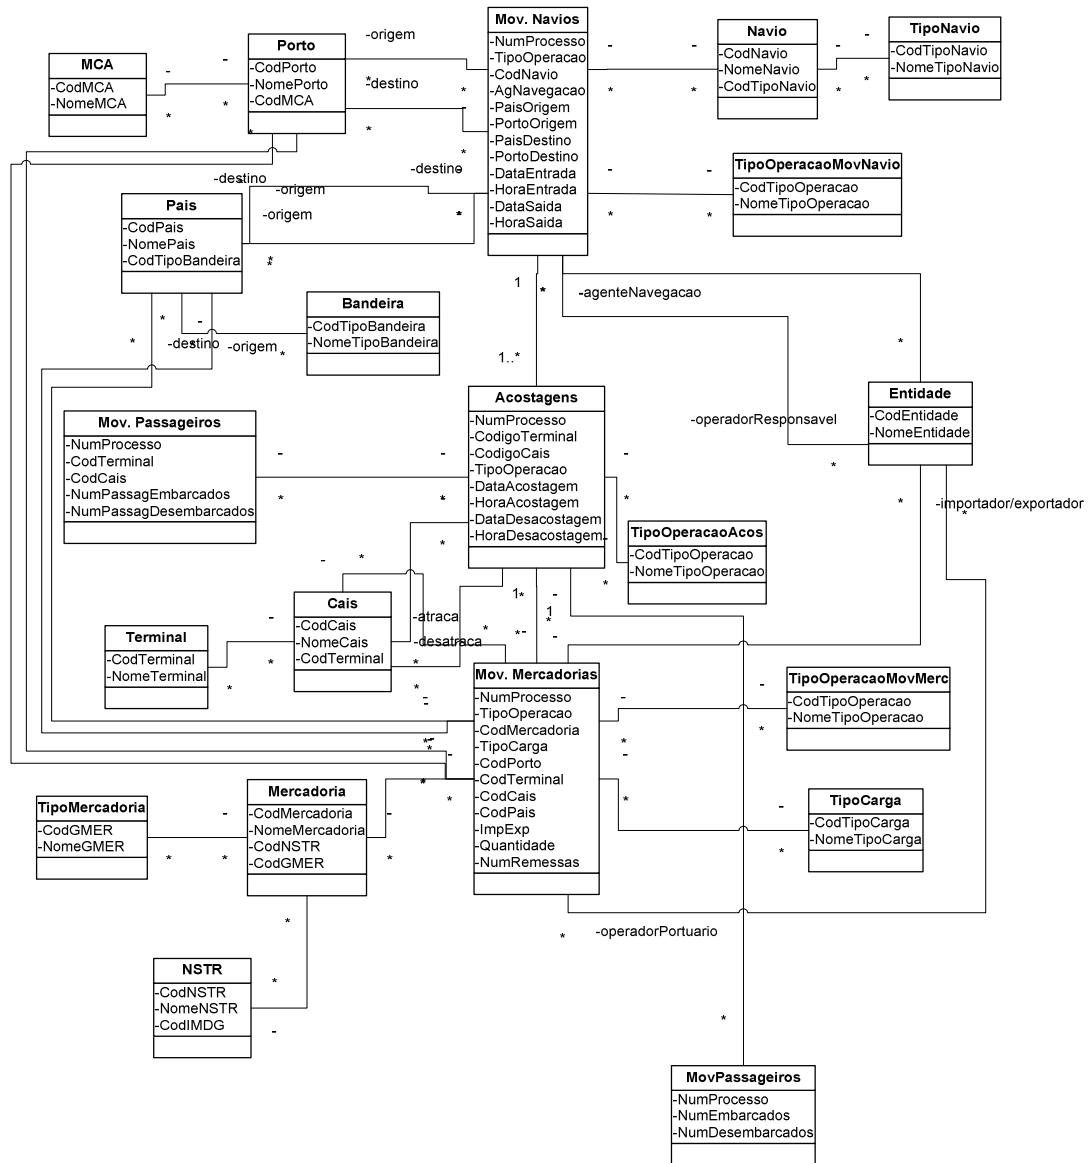 Mov. Navios
-NumProcesso
-TipoOperacao
-CodNavio
-AgNavegacao
-PaisOrigem
-PortoOrigem
-PaisDestino
-PortoDestino
-DataEntrada
-HoraEntrada
-DataSaida
-HoraSaida
Porto
-CodPorto
-NomePorto
-CodMCA
MCA
-CodMCA
-NomeMCA
-origem
-destino
Navio
-CodNavio
-NomeNavio
-CodTipoNavio
TipoNavio
-CodTipoNavio
-NomeTipoNavio
TipoOperacaoMovNavio
-CodTipoOperacao
-NomeTipoOperacao
-destino
-origem
-destino
-origem
Pais
-CodPais
-NomePais
-CodTipoBandeira
Bandeira
-CodTipoBandeira
-NomeTipoBandeira
-destino
-origem
1
1..*
-agenteNavegacao
Entidade
-CodEntidade
-NomeEntidade
-operadorResponsavel
-importador/exportador
Acostagens
-NumProcesso
-CodigoTerminal
-CodigoCais
-TipoOperacao
-DataAcostagem
-HoraAcostagem
-DataDesacostagem
-HoraDesacostagem
Mov. Passageiros
-NumProcesso
-CodTerminal
-CodCais
-NumPassagEmbarcados
-NumPassagDesembarcados
TipoOperacaoAcos
-CodTipoOperacao
-NomeTipoOperacao
Cais
-CodCais
-NomeCais
-CodTerminal
-atraca
-desatraca
1
1
Terminal
-CodTerminal
-NomeTerminal
Mov. Mercadorias
-NumProcesso
-TipoOperacao
-CodMercadoria
-TipoCarga
-CodPorto
-CodTerminal
-CodCais
-CodPais
-ImpExp
-Quantidade
-NumRemessas
TipoOperacaoMovMerc
-CodTipoOperacao
-NomeTipoOperacao
TipoCarga
-CodTipoCarga
-NomeTipoCarga
Mercadoria
-CodMercadoria
-NomeMercadoria
-CodNSTR
-CodGMER
TipoMercadoria
-CodGMER
-NomeGMER
-operadorPortuario
NSTR
-CodNSTR
-NomeNSTR
-CodIMDG
MovPassageiros
-NumProcesso
-NumEmbarcados
-NumDesembarcados